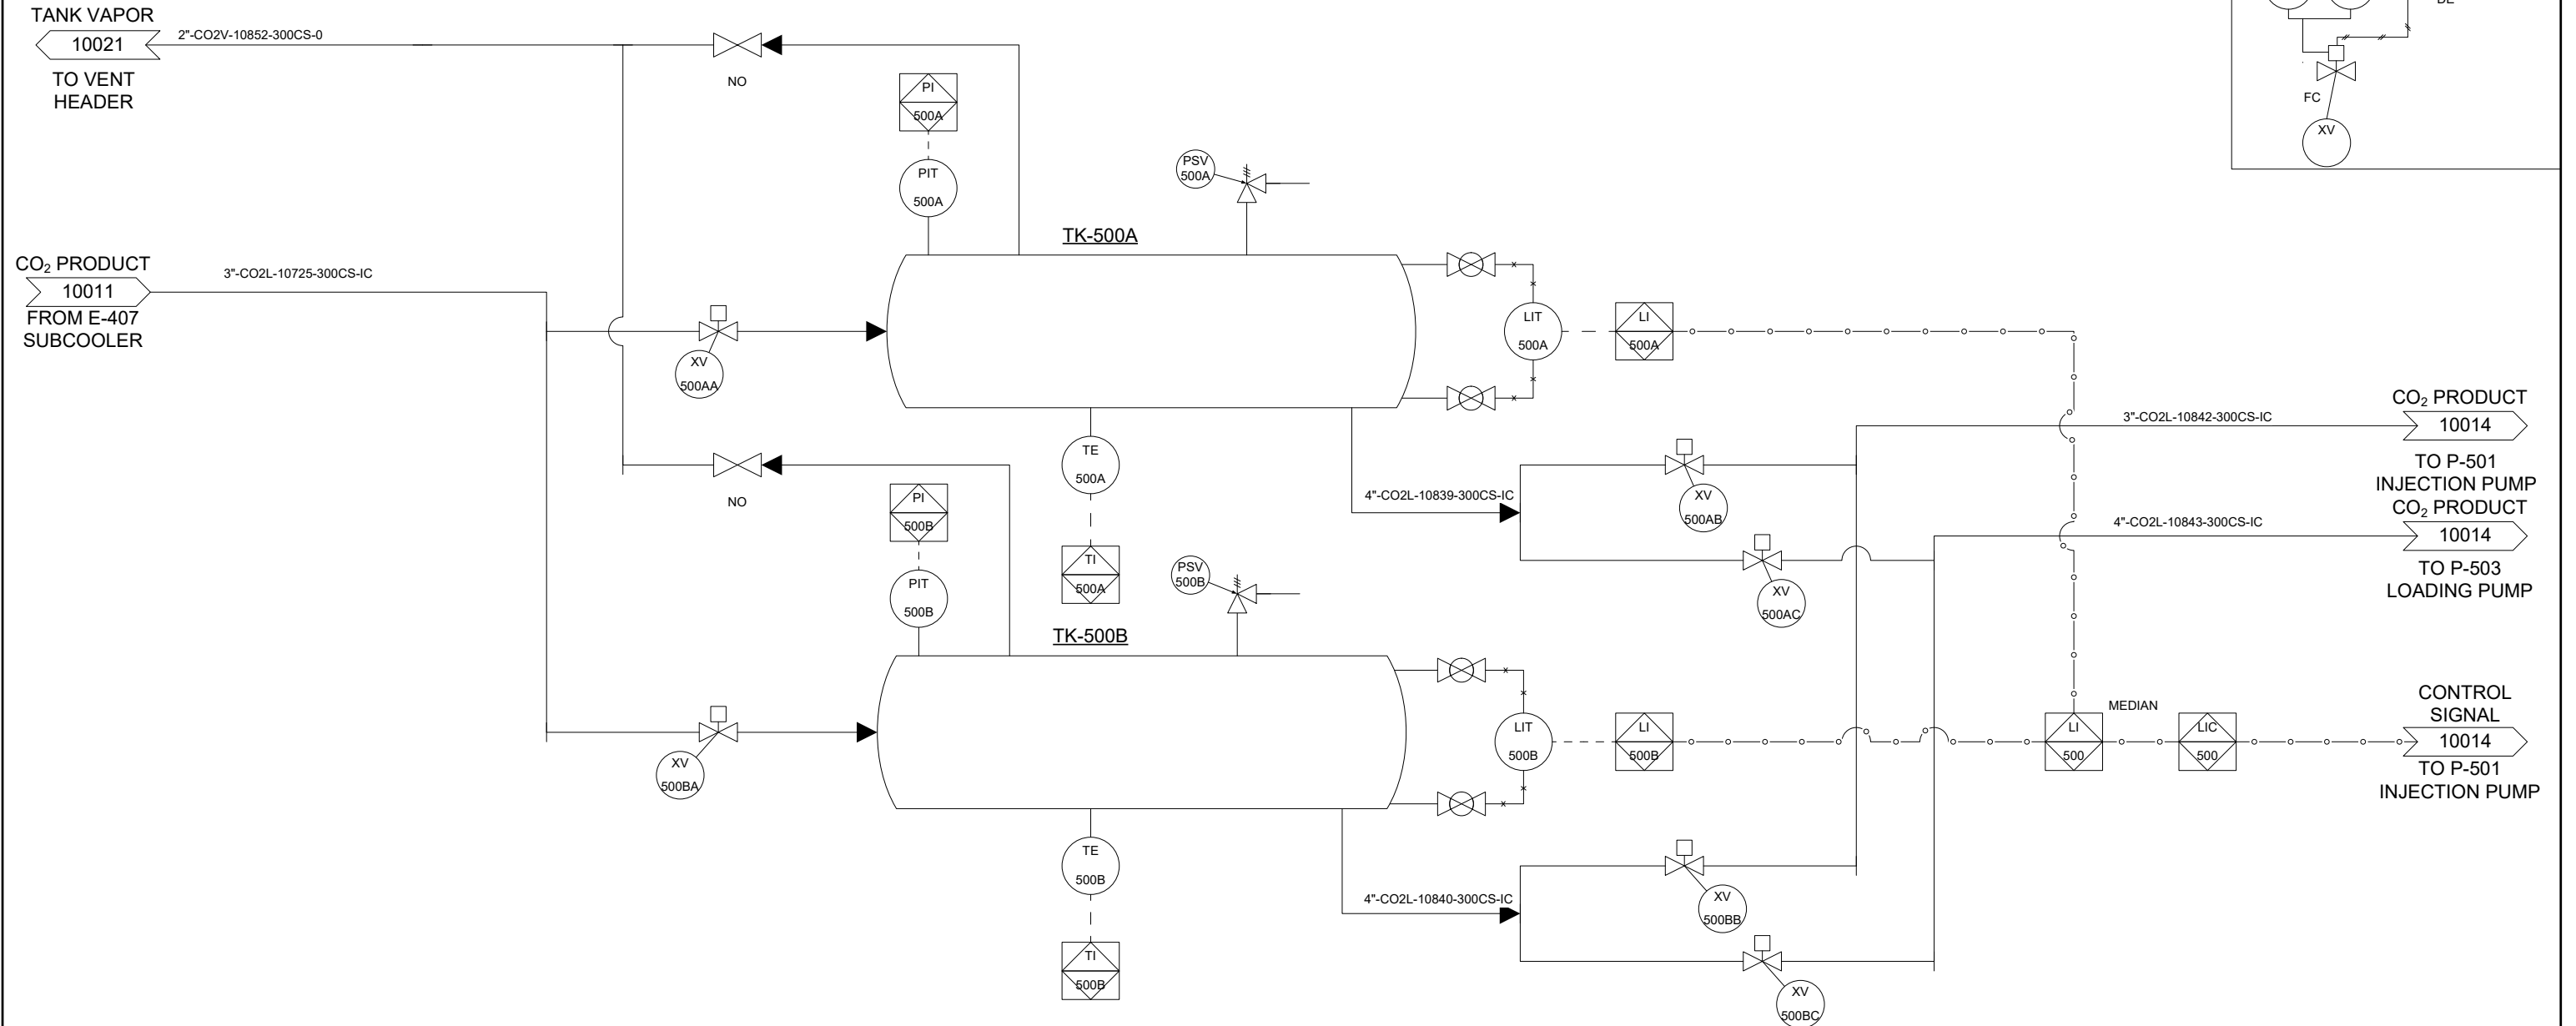 TANK VAPOR
10021
2"-CO2V-10852-300CS-0
TO VENT
HEADER
NO
PI
500A
PIT
500A
PSV
500A
TK-500A
CO₂ PRODUCT
10011
3"-CO2L-10725-300CS-IC
FROM E-407
SUBCOOLER
XV
500AA
LIT
500A
LI
500A
TE
500A
TI
500A
NO
PI
500B
PIT
500B
PSV
500B
TK-500B
4"-CO2L-10839-300CS-IC
XV
500AB
XV
500AC
3"-CO2L-10842-300CS-IC
CO₂ PRODUCT
10014
TO P-501
INJECTION PUMP
4"-CO2L-10843-300CS-IC
CO₂ PRODUCT
10014
TO P-503
LOADING PUMP
XV
500BA
LIT
500B
LI
500B
LI
500
MEDIAN
LIC
500
CONTROL
SIGNAL
10014
TO P-501
INJECTION PUMP
TE
500B
TI
500B
4"-CO2L-10840-300CS-IC
XV
500BB
XV
500BC
FC
XV